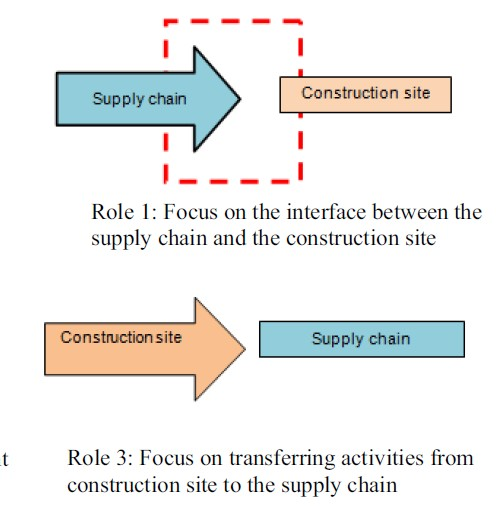 Supply chain
Construction site
Role 1: Focus on the interface between the
supply chain and the construction site
Construction site
Supply chain
Role 3: Focus on transferring activities from
construction site to the supply chain